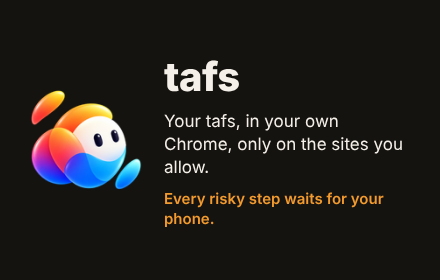 tafs
Your tafs, in your own
Chrome, only on the sites you
allow.
Every risky step waits for your
phone.